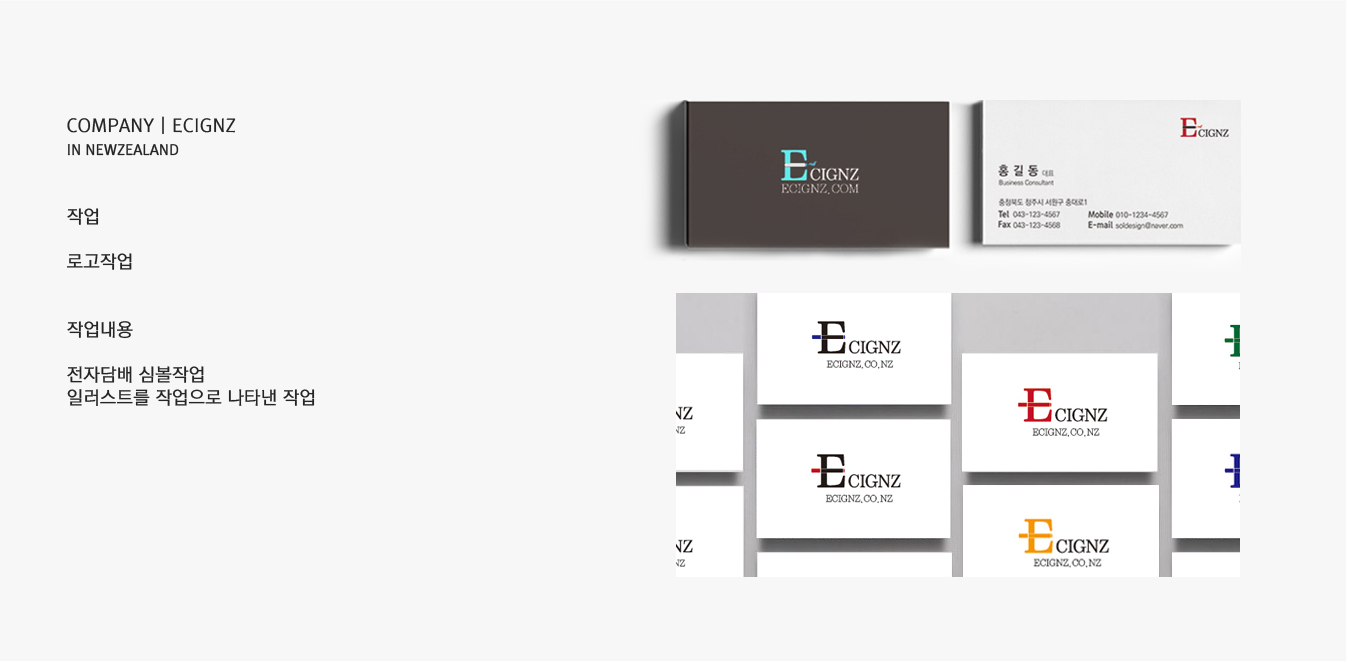 COMPANY | ECIGNZ
IN NEWZEALAND
작업
로고작업
작업내용
전자담배 심볼작업
일러스트를 작업으로 나타낸 작업
ECIGNZ
ECIGNZ.COM
ECIGNZ
홍 길 동 대표
Business Consultant
충청북도 청주시 서원구 충대로1
Tel 043-123-4567 Mobile 010-1234-4567
Fax 043-123-4568 E-mail soldesign@naver.com
ECIGNZ
ECIGNZ.CO.NZ
ECIGNZ
ECIGNZ.CO.NZ
NZ
NZ
ECIGNZ
ECIGNZ.CO.NZ
E
E
ECIGNZ
ECIGNZ.CO.NZ
NZ
NZ
E